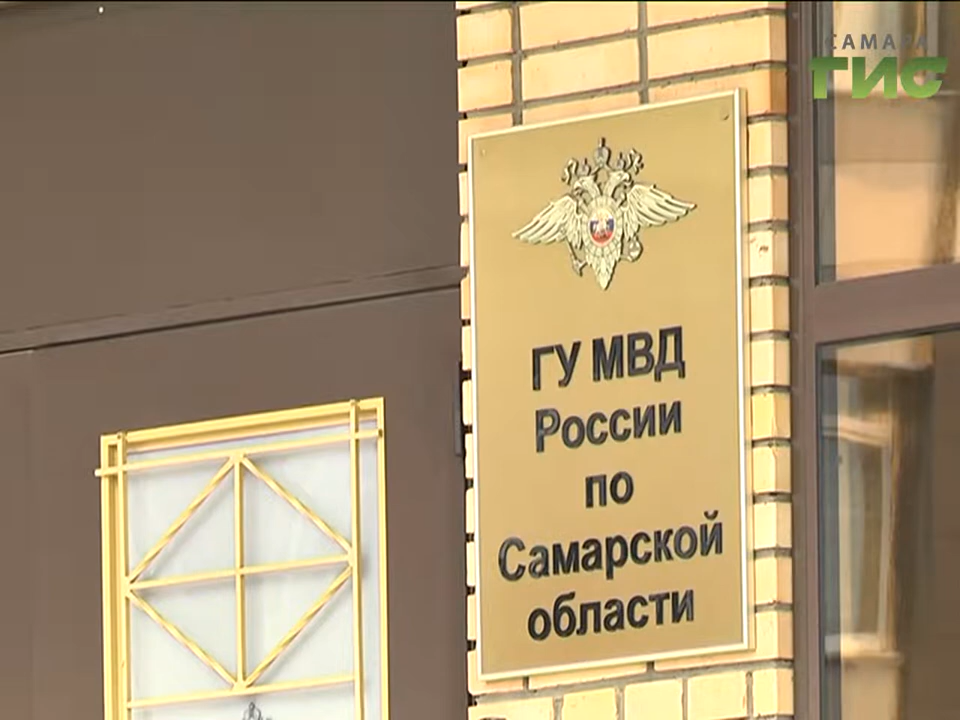 САМАРА
ГИС
ГУ МВД
России
по
Самарской
области